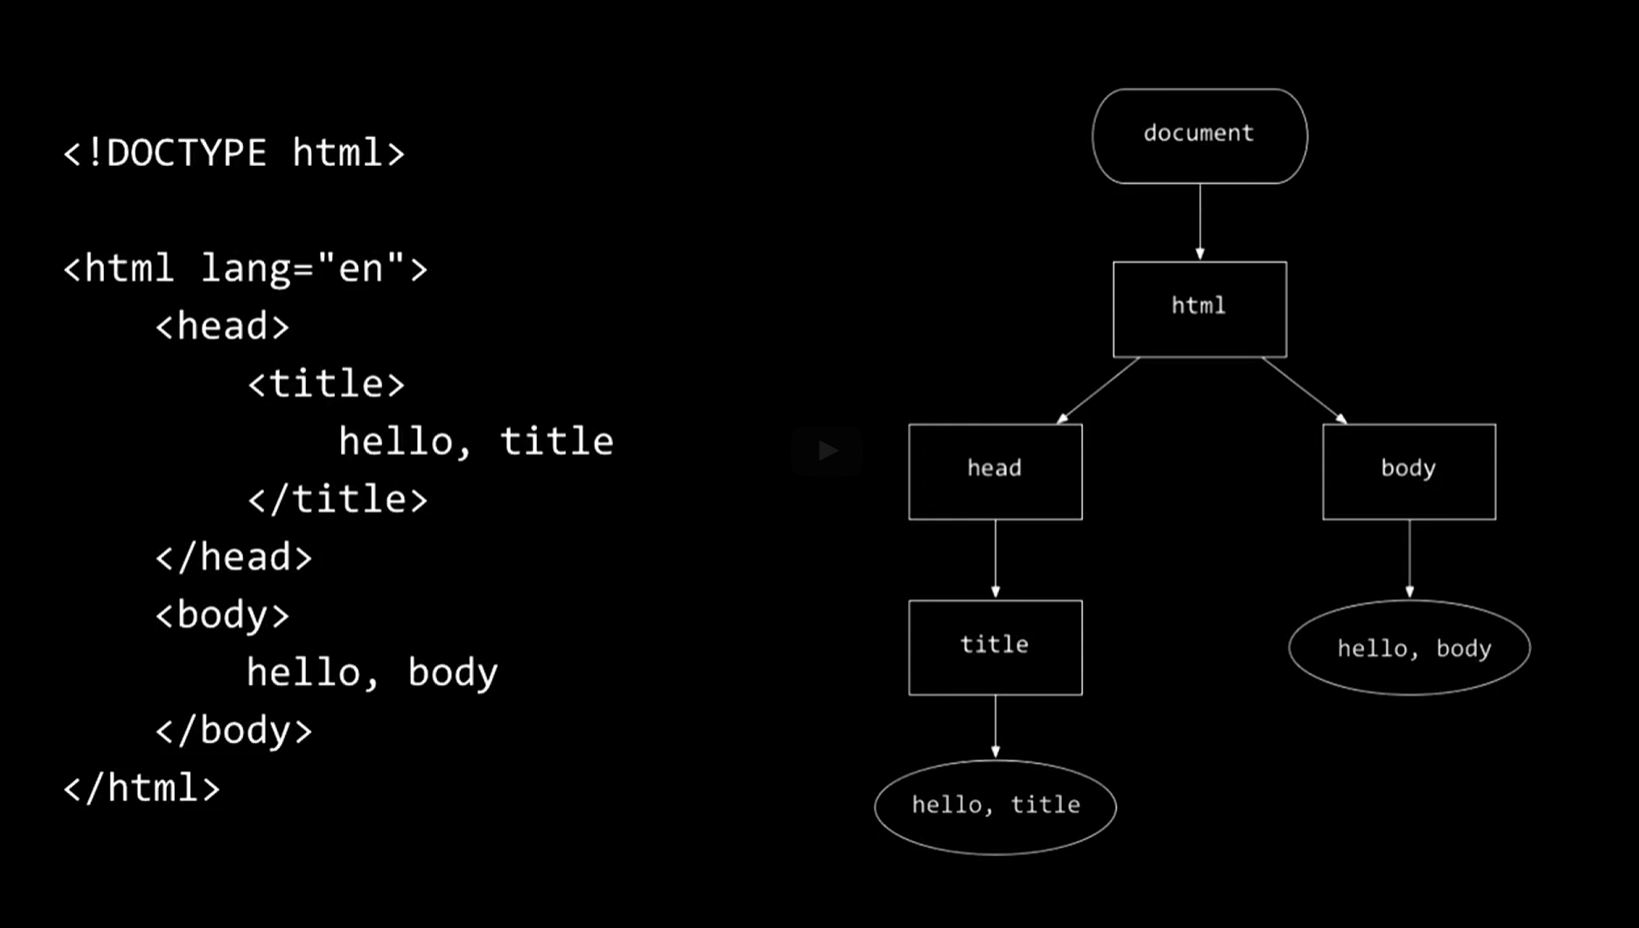 <!DOCTYPE html>
<html lang="en">
<head>
<title>
hello, title
</title>
</head>
<body>
hello, body
</body>
</html>
document
html
head
body
title
hello, body
hello, title